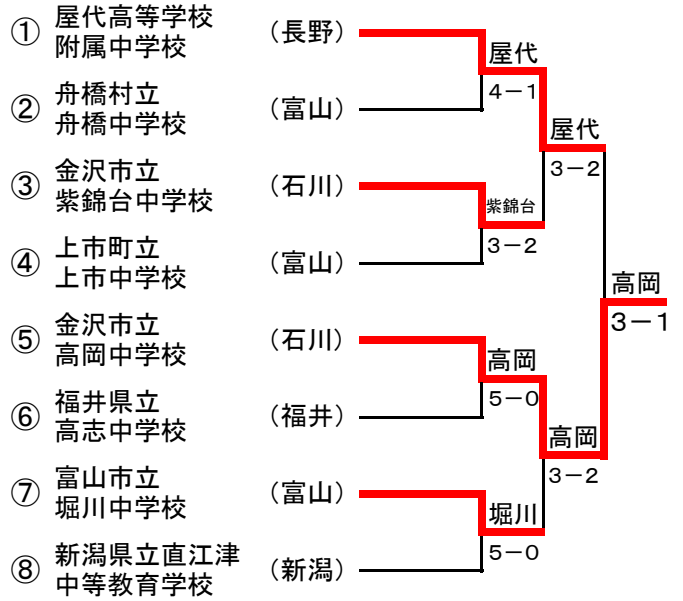 ① 屋代高等学校
附属中学校
（長野）
屋代
4－1
② 舟橋村立
舟橋中学校
（富山）
屋代
3－2
③ 金沢市立
紫錦台中学校
（石川）
紫錦台
3－2
④ 上市町立
上市中学校
（富山）
高岡
3－1
⑤ 金沢市立
高岡中学校
（石川）
高岡
5－0
⑥ 福井県立
高志中学校
（福井）
高岡
3－2
⑦ 富山市立
堀川中学校
（富山）
堀川
5－0
⑧ 新潟県立直江津
中等教育学校
（新潟）